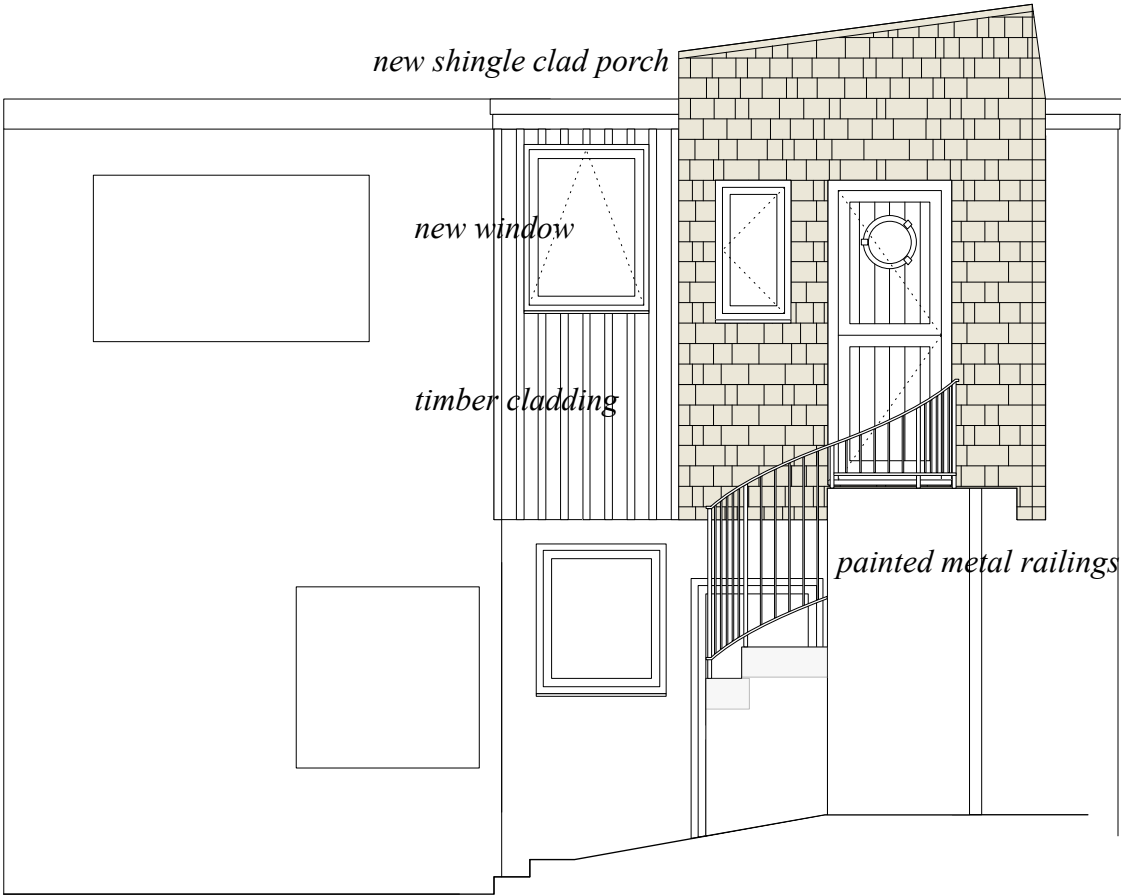 new shingle clad porch
new window
timber cladding
painted metal railings